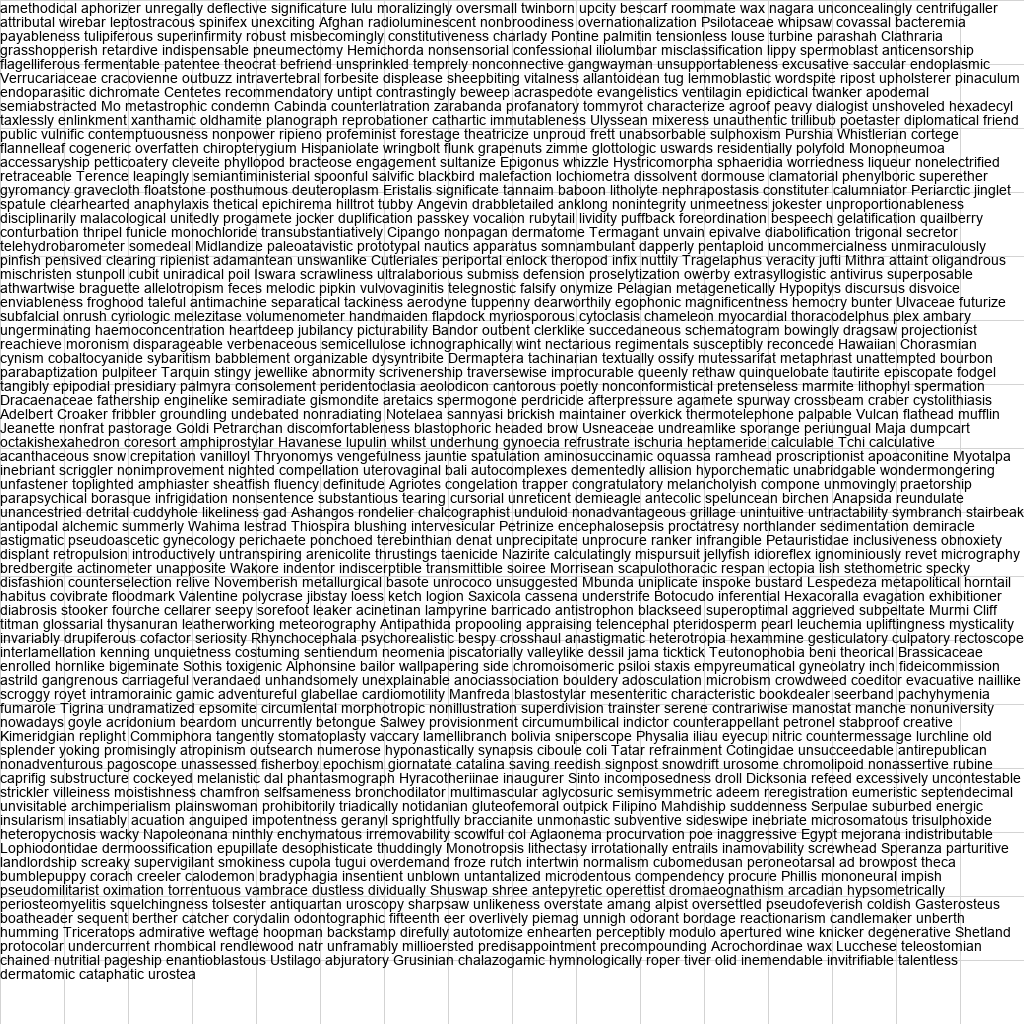 amethodical aphorizer unregally deflective significature lulu moralizingly oversmall twinborn upcity bescarf roommate wax nagara unconcealingly centrifugaller
attributal wirebar leptostracous spinifex unexciting Afghan radioluminescent nonbroodiness overnationalization Psilotaceae whipsaw covassal bacteremia
payableness tulipiferous superinfirmity robust misbecomingly constitutiveness charlady Pontine palmitin tensionless louse turbine parashah Clathraria
grasshopperish retardive indispensable pneumectomy Hemichorda nonsensorial confessional iliolumbar misclassification lippy spermoblast anticensorship
flagelliferous fermentable patentee theocrat befriend unsprinkled temprely nonconnective gangwayman unsupportableness excusative saccular endoplasmic
Verrucariaceae cracovienne outbuzz intravertebral forbesite displease sheepbiting vitalness allantoidean tug lemmoblastic wordspite ripost upholsterer pinaculum
endoparasitic dichromate Centetes recommendatory untipt contrastingly beweep acraspedote evangelistics ventilagin epidictical twanker apodemal
semiabstracted Mo metastrophic condemn Cabinda counterlatration zarabanda profanatory tommyrot characterize agroof peavy dialogist unshoveled hexadecyl
taxlessly enlinkment xanthamic oldhamite planograph reprobationer cathartic immutableness Ulyssean mixeress unauthentic trillibub poetaster diplomatical friend
public vulnific contemptuousness nonpower ripieno profeminist forestage theatricize unproud frett unabsorbable sulphoxism Purshia Whistlerian cortege
flannelleaf cogeneric overfatten chiropterygium Hispaniolate wringbolt flunk grapenuts zimme glottologic uswards residentially polyfold Monopneumoa
accessaryship petticoatery cleveite phyllopod bracteose engagement sultanize Epigonus whizzle Hystricomorpha sphaeridia worriedness liqueur nonelectrified
retraceable Terence leapingly semiantiministerial spoonful salvific blackbird malefaction lochiometra dissolvent dormouse clamatorial phenylboric superether
gyromancy gravecloth floatstone posthumous deuteroplasm Eristalis significate tannaim baboon litholyte nephrapostasis constituter calumniator Periarctic jinglet
spatule clearhearted anaphylaxis thetical epichirema hilltrot tubby Angevin drabbletailed anklong nonintegrity unmeetness jokester unproportionableness
disciplinarily malacological unitedly progamete jocker duplification passkey vocalion rubytail lividity puffback foreordination bespeech gelatification quailberry
conturbation thripel funicle monochloride transubstantiatively Cipango nonpagan dermatome Termagant unvain epivalve diabolification trigonal secretor
telehydrobarometer somedeal Midlandize paleoatavistic prototypal nautics apparatus somnambulant dapperly pentaploid uncommercialness unmiraculously
pinfish pensived clearing ripienist adamantean unswanlike Cutleriales periportal enlock theropod infix nuttily Tragelaphus veracity jufti Mithra attaint oligandrous
mischristen stunpoll cubit uniradical poil Iswara scrawliness ultralaborious submiss defension proselytization owerby extrasyllogistic antivirus superposable
athwartwise braguette allelotropism feces melodic pipkin vulvovaginitis telegnostic falsify onymize Pelagian metagenetically Hypopitys discursus disvoice
enviableness froghood taleful antimachine separatical tackiness aerodyne tuppenny dearworthily egophonic magnificentness hemocry bunter Ulvaceae futurize
subfalcial onrush cyriologic melezitase volumenometer handmaiden flapdock myriosporous cytoclasis chameleon myocardial thoracodelphus plex ambary
ungerminating haemoconcentration heartdeep jubilancy picturability Bandor outbent clerklike succedaneous schematogram bowingly dragsaw projectionist
reachieve moronism disparageable verbenaceous semicellulose ichnographically wint nectarious regimentals susceptibly reconcede Hawaiian Chorasmian
cynism cobaltocyanide sybaritism babblement organizable dysyntribite Dermaptera tachinarian textually ossify mutessarifat metaphrast unattempted bourbon
parabaptization pulpiteer Tarquin stingy jewellike abnormity scrivenership traversewise improcurable queenly rethaw quinquelobate tautirite episcopate fodgel
tangibly epipodial presidiary palmyra consolement peridentoclasia aeolodicon cantorous poetly nonconformistical pretenseless marmite lithophyl spermation
Dracaenaceae fathership enginelike semiradiate gismondite aretaics spermogone perdricide afterpressure agamete spurway crossbeam craber cystolithiasis
Adelbert Croaker fribbler groundling undebated nonradiating Notelaea sannyasi brickish maintainer overkick thermotelephone palpable Vulcan flathead mufflin
Jeanette nonfrat pastorage Goldi Petrarchan discomfortableness blastophoric headed brow Usneaceae undreamlike sporange periungual Maja dumpcart
octakishexahedron coresort amphiprostylar Havanese lupulin whilst underhung gynoecia refrustrate ischuria heptameride calculable Tchi calculative
acanthaceous snow crepitation vanilloyl Thryonomys vengefulness jauntie spatulation aminosuccinamic oquassa ramhead proscriptionist apoaconitine Myotalpa
inebriant scriggler nonimprovement nighted compellation uterovaginal bali autocomplexes dementedly allision hyporchematic unabridgable wondermongering
unfastener toplighted amphiaster sheatfish fluency definitude Agriotes congelation trapper congratulatory melancholyish compone unmovingly praetorship
parapsychical borasque infrigidation nonsentence substantious tearing cursorial unreticent demieagle antecolic speluncean birchen Anapsida reundulate
unancestried detrital cuddyhole likeliness gad Ashangos rondelier chalcographist unduloid nonadvantageous grillage unintuitive untractability symbranch stairbeak
antipodal alchemic summerly Wahima lestrad Thiospira blushing intervesicular Petrinize encephalosepsis proctatresy northlander sedimentation demiracle
astigmatic pseudoascetic gynecology perichaete ponchoed terebinthian denat unprecipitate unprocure ranker infrangible Petauristidae inclusiveness obnoxiety
displant retropulsion introductively untranspiring arenicolite thrustings taenicide Nazirite calculatingly mispursuit jellyfish idioreflex ignominiously revet micrography
bredbergite actinometer unapposite Wakore indentor indiscerptible transmittible soiree Morrisean scapulothoracic respan ectopia lish stethometric specky
disfashion counterselection relive Novemberish metallurgical basote unrococo unsuggested Mbunda uniplicate inspoke bustard Lespedeza metapolitical horntail
habitus covibrate floodmark Valentine polycrase jibstay loess ketch logion Saxicola cassena understrife Botocudo inferential Hexacoralla evagation exhibitioner
diabrosis stooker fourche cellarer seepy sorefoot leaker acinetinan lampyrine barricado antistrophon blackseed superoptimal aggrieved subpeltate Murmi Cliff
titman glossarial thysanuran leatherworking meteorography Antipathida propooling appraising telencephal pteridosperm pearl leuchemia upliftingness mysticality
invariably drupiferous cofactor seriosity Rhynchocephala psychorealistic bespy crosshaul anastigmatic heterotropia hexammine gesticulatory culpatory rectoscope
interlamellation kenning unquietness costuming sentiendum neomenia piscatorially valleylike dessil jama ticktick Teutonophobia beni theorical Brassicaceae
enrolled hornlike bigeminate Sothis toxigenic Alphonsine bailor wallpapering side chromoisomeric psiloi staxis empyreumatical gyneolatry inch fideicommission
astrild gangrenous carriageful verandaed unhandsomely unexplainable anociassociation bouldery adosculation microbism crowdweed coeditor evacuative naillike
scroggy royet intramorainic gamic adventureful glabellae cardiomotility Manfreda blastostylar mesenteritic characteristic bookdealer seerband pachyhymenia
fumarole Tigrina undramatized epsomite circumlental morphotropic nonillustration superdivision trainster serene contrariwise manostat manche nonuniversity
nowadays goyle acridonium beardom uncurrently betongue Salwey provisionment circumumbilical indictor counterappellant petronel stabproof creative
Kimeridgian replight Commiphora tangently stomatoplasty vaccary lamellibranch bolivia sniperscope Physalia iliau eyecup nitric countermessage lurchline old
splender yoking promisingly atropinism outsearch numerose hyponastically synapsis ciboule coli Tatar refrainment Cotingidae unsucceedable antirepublican
nonadventurous pagoscope unassessed fisherboy epochism giornatate catalina saving reedish signpost snowdrift urosome chromolipoid nonassertive rubine
caprifig substructure cockeyed melanistic dal phantasmograph Hyracotheriinae inaugurer Sinto incomposedness droll Dicksonia refeed excessively uncontestable
strickler villeiness moistishness chamfron selfsameness bronchodilator multimascular aglycosuric semisymmetric adeem reregistration eumeristic septendecimal
unvisitable archimperialism plainswoman prohibitorily triadically notidanian gluteofemoral outpick Filipino Mahdiship suddenness Serpulae suburbed energic
insularism insatiably acuation anguiped impotentness geranyl sprightfully braccianite unmonastic subventive sideswipe inebriate microsomatous trisulphoxide
heteropycnosis wacky Napoleonana ninthly enchymatous irremovability scowlful col Aglaonema procurvation poe inaggressive Egypt mejorana indistributable
Lophiodontidae dermoossification epupillate desophisticate thuddingly Monotropsis lithectasy irrotationally entrails inamovability screwhead Speranza parturitive
landlordship screaky supervigilant smokiness cupola tugui overdemand froze rutch intertwin normalism cubomedusan peroneotarsal ad browpost theca
bumblepuppy corach creeler calodemon bradyphagia insentient unblown untantalized microdentous compendency procure Phillis mononeural impish
pseudomilitarist oximation torrentuous vambrace dustless dividually Shuswap shree antepyretic operettist dromaeognathism arcadian hypsometrically
periosteomyelitis squelchingness tolsester antiquartan uroscopy sharpsaw unlikeness overstate amang alpist oversettled pseudofeverish coldish Gasterosteus
boatheader sequent berther catcher corydalin odontographic fifteenth eer overlively piemag unnigh odorant bordage reactionarism candlemaker unberth
humming Triceratops admirative weftage hoopman backstamp direfully autotomize enhearten perceptibly modulo apertured wine knicker degenerative Shetland
protocolar undercurrent rhombical rendlewood natr unframably millioersted predisappointment precompounding Acrochordinae wax Lucchese teleostomian
chained nutritial pageship enantioblastous Ustilago abjuratory Grusinian chalazogamic hymnologically roper tiver olid inemendable invitrifiable talentless
dermatomic cataphatic urostea